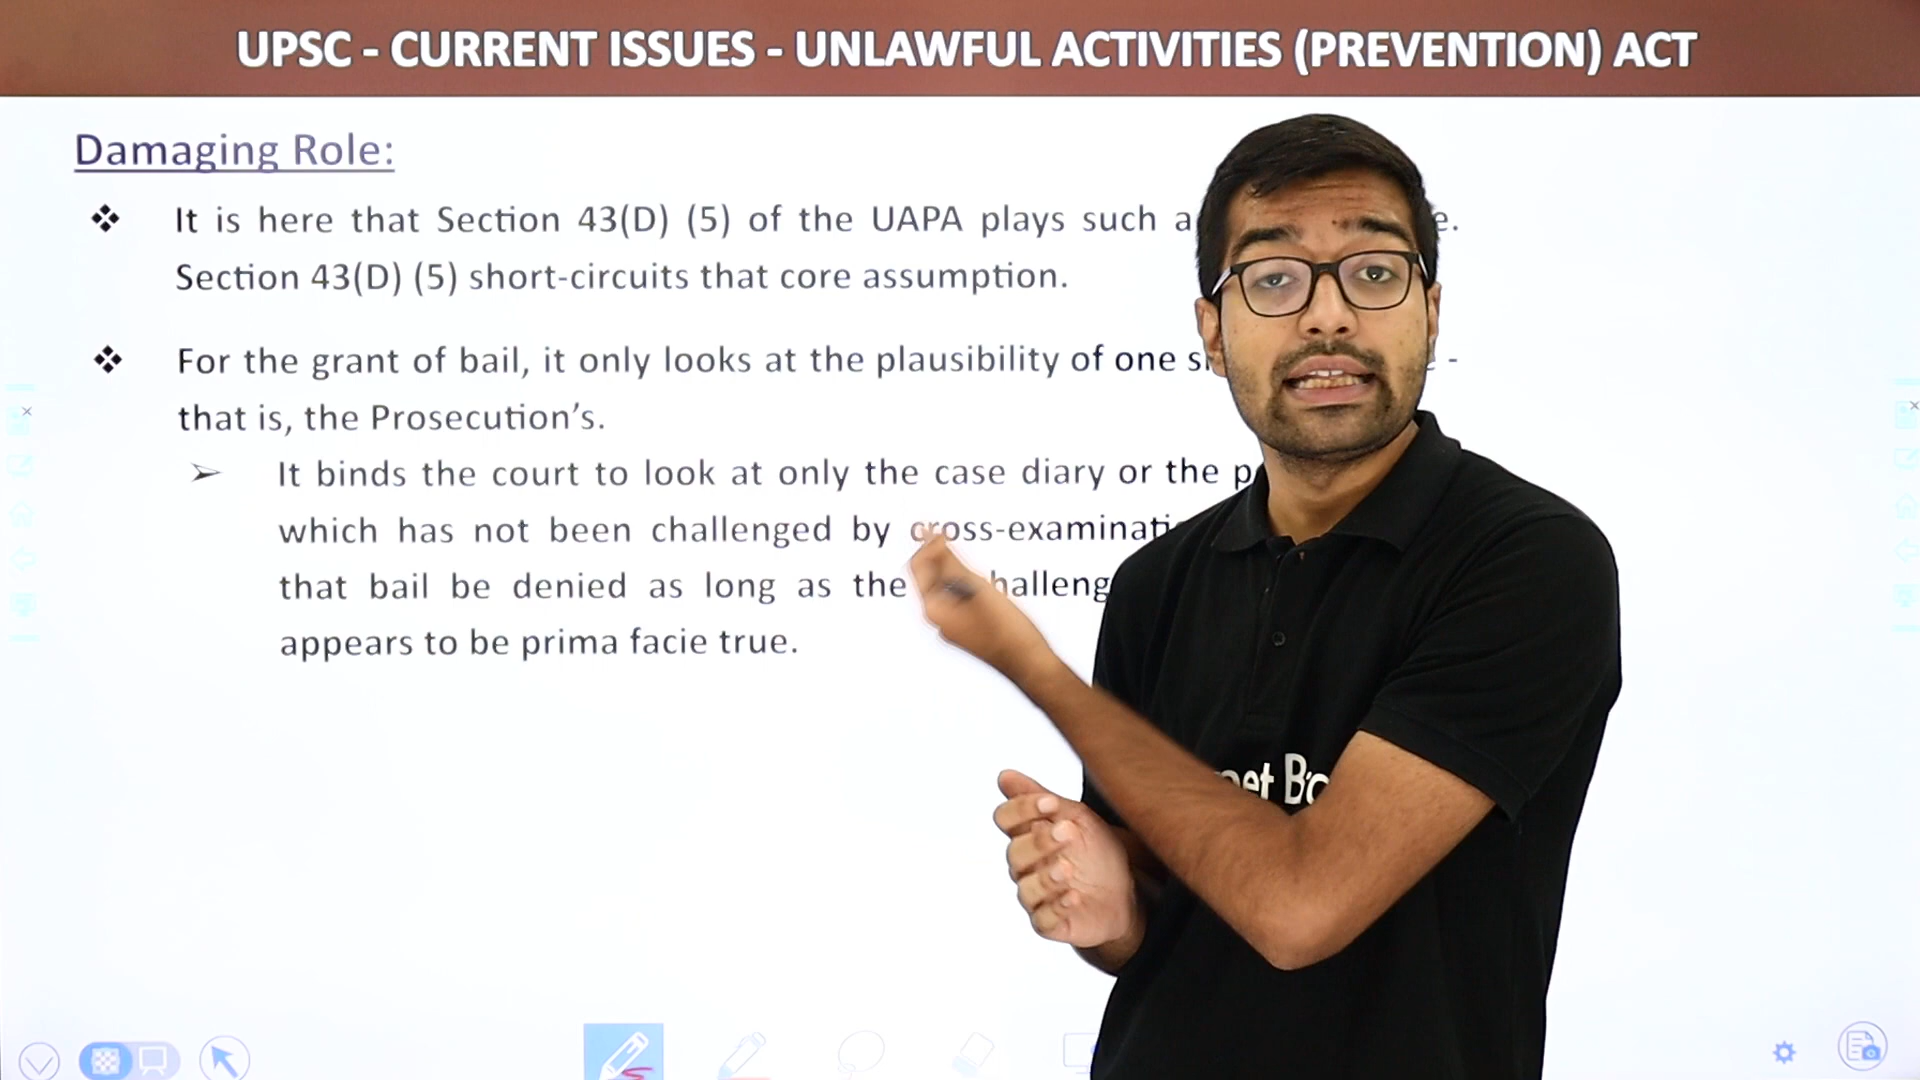 UPSC - CURRENT ISSUES - UNLAWFUL ACTIVITIES (PREVENTION) ACT
Damaging Role:
It is here that Section 43(D) (5) of the UAPA plays such a
Section 43(D) (5) short-circuits that core assumption.
For the grant of bail, it only looks at the plausibility of one -
that is, the Prosecution's.
It binds the court to look at only the case diary or the
which has not been challenged by
that bail be denied as long as the
appears to be prima facie true.